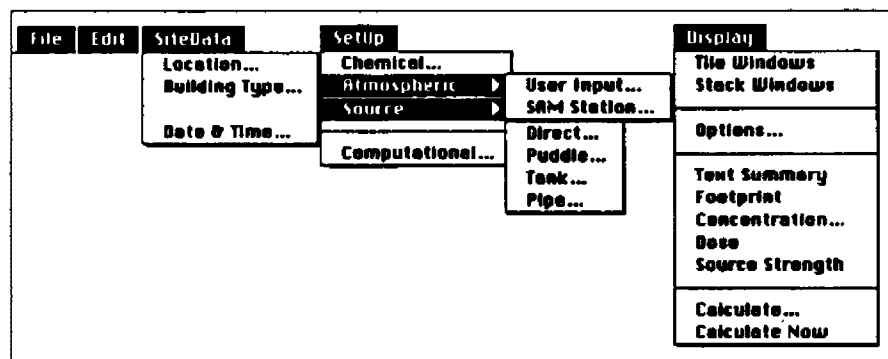 File Edit SiteData SetUp Display
Location...
Building Type...
Date & Time...
Chemical...
Atmospheric
Source
Computational...
User Input...
SAM Station...
Direct...
Puddle...
Tank...
Pipe...
Tile Windows
Stack Windows
Options...
Text Summary
Footprint
Concentration...
Dose
Source Strength
Calculate...
Calculate Now